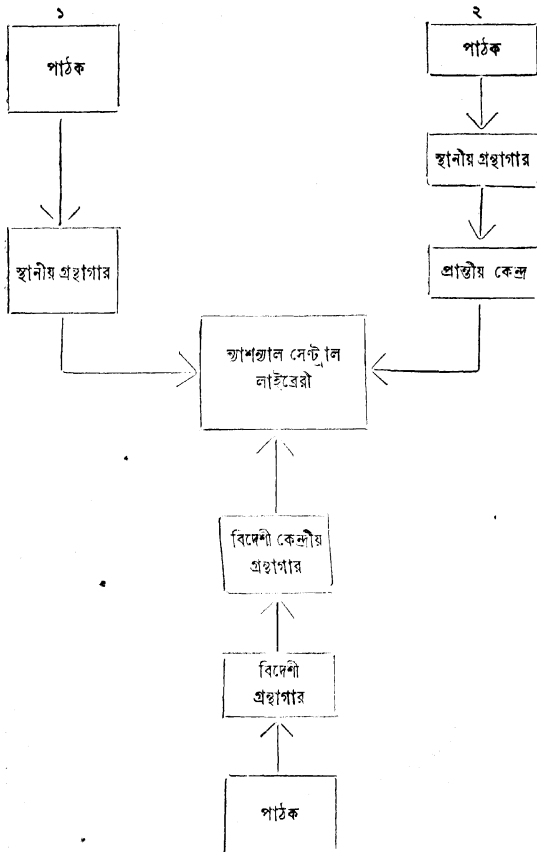 ১
২
পাঠক
পাঠক
স্থানীয় গ্রন্থাগার
স্থানীয় গ্রন্থাগার
প্রান্তীয় কেন্দ্র
ন্যাশন্যাল সেন্ট্রাল
লাইব্রেরী
বিদেশী কেন্দ্রীয়
গ্রন্থাগার
বিদেশী
গ্রন্থাগার
পাঠক